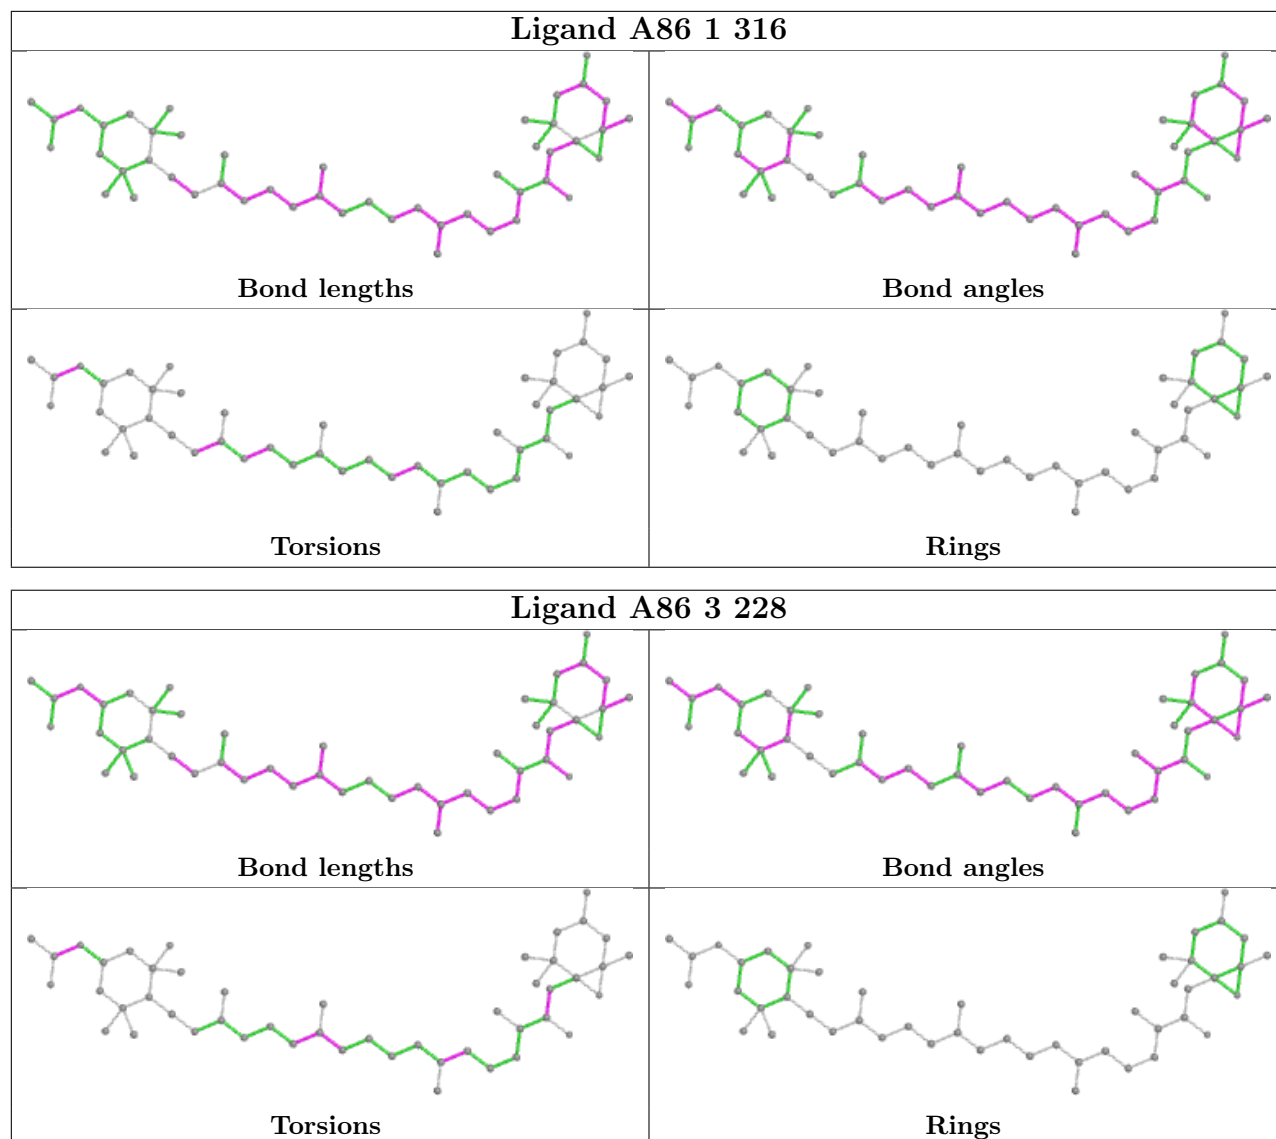 Ligand A86 1 316
Bond lengths
Bond angles
Torsions
Rings
Ligand A86 3 228
Bond lengths
Bond angles
Torsions
Rings